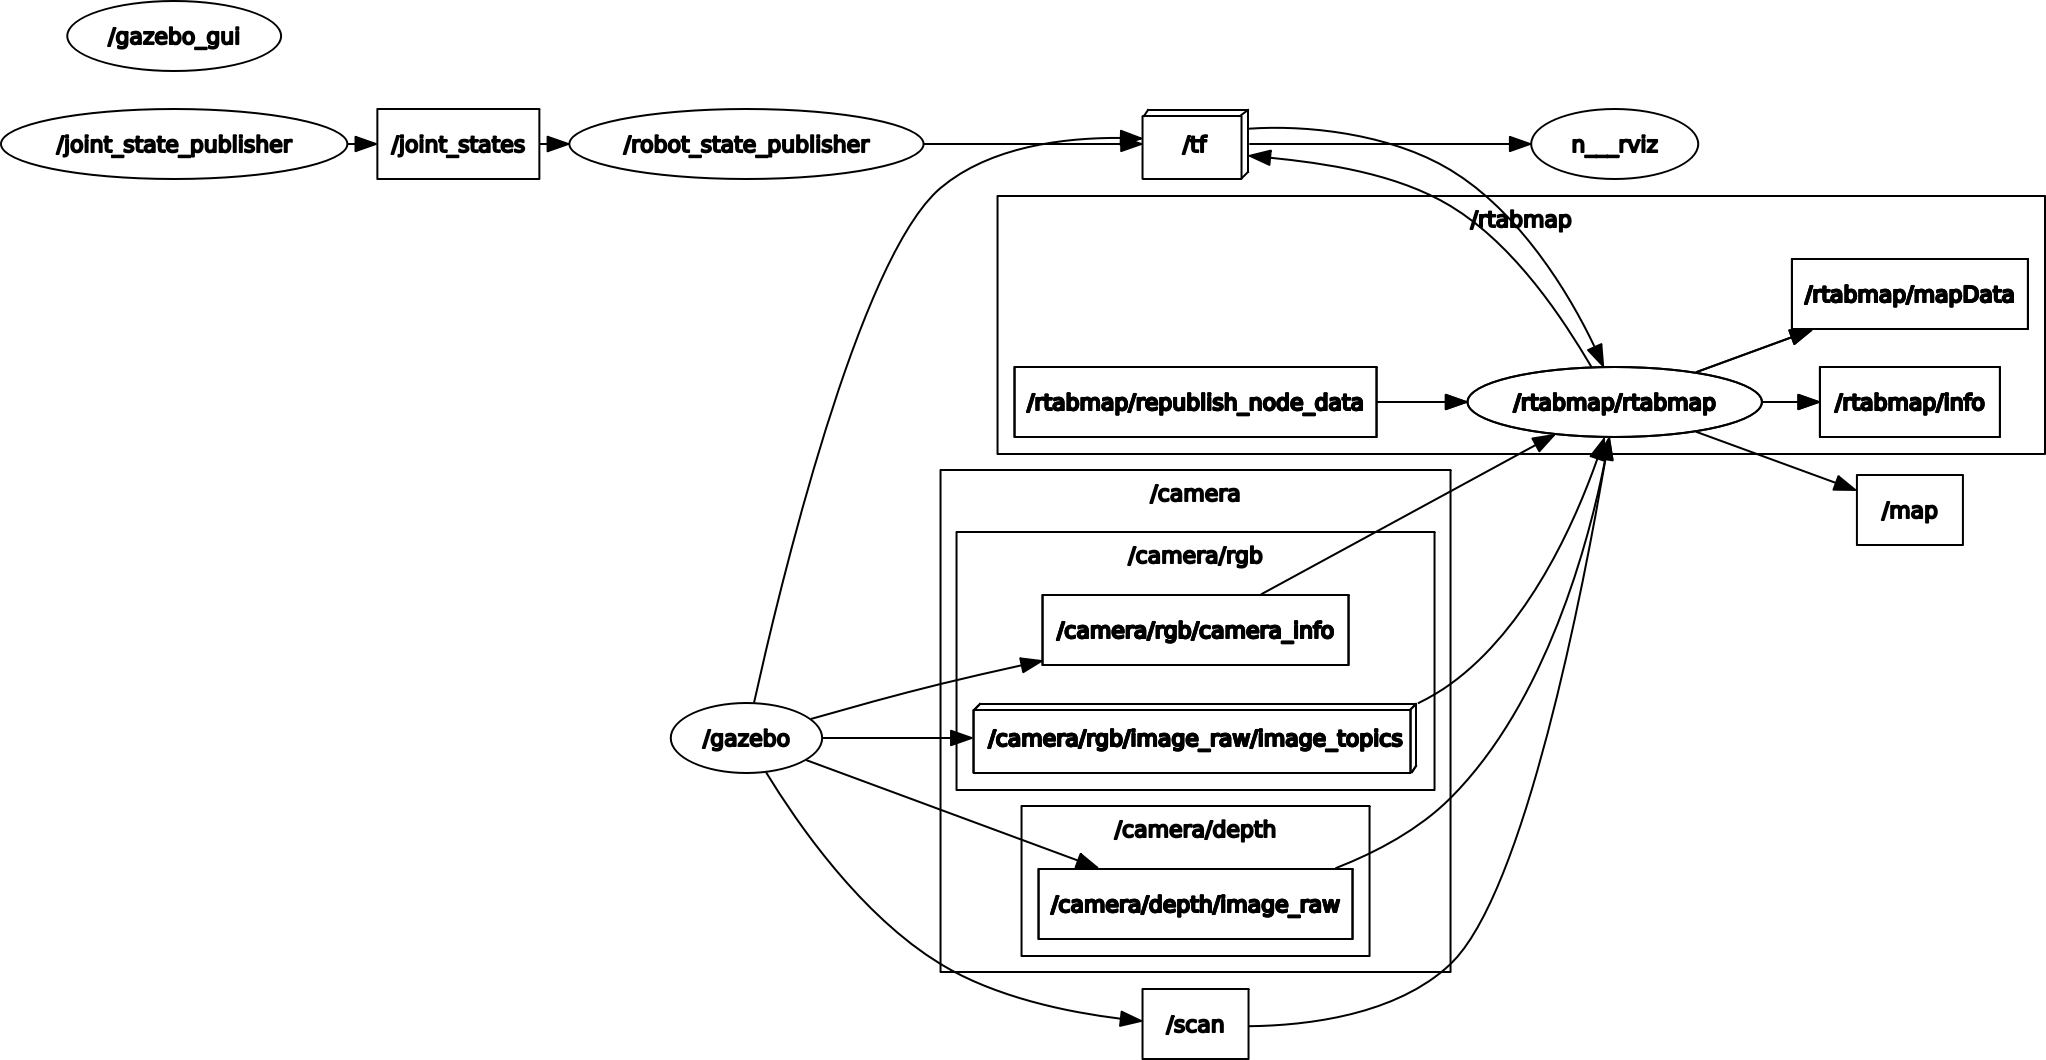 /gazebo_gui
/joint_state_publisher
/joint_states
/robot_state_publisher
/tf
n___rviz
/rtabmap
/rtabmap/mapData
/rtabmap/republish_node_data
/rtabmap/rtabmap
/rtabmap/info
/camera
/map
/camera/rgb
/camera/rgb/camera_info
/gazebo
/camera/rgb/image_raw/image_topics
/camera/depth
/camera/depth/image_raw
/scan